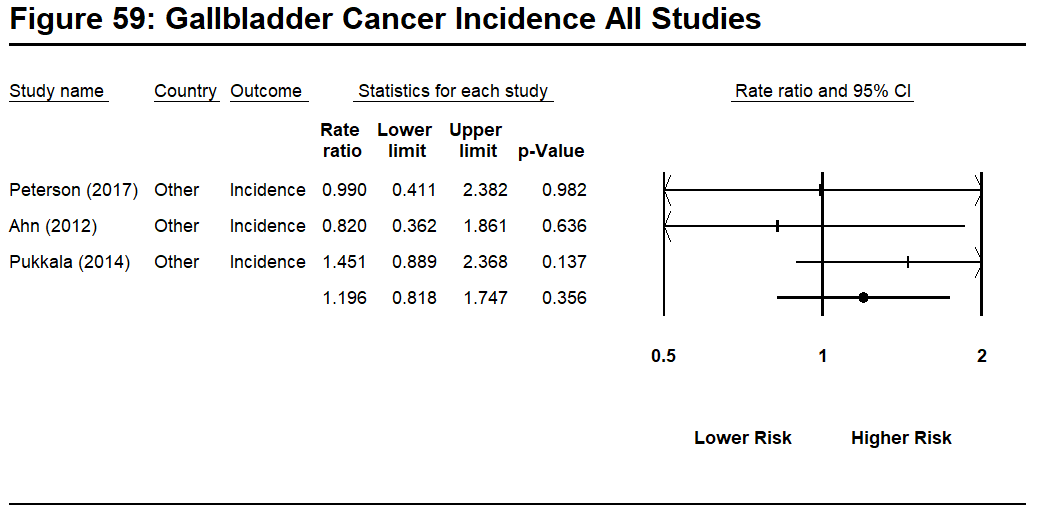 Figure 59: Gallbladder Cancer Incidence All Studies
Study name Country Outcome Statistics for each study Rate ratio and 95% CI
Rate Lower Upper
ratio limit limit p-Value
Peterson (2017) Other Incidence 0.990 0.411 2.382 0.982
Ahn (2012) Other Incidence 0.820 0.362 1.861 0.636
Pukkala (2014) Other Incidence 1.451 0.889 2.368 0.137
1.196 0.818 1.747 0.356
0.5 1 2
Lower Risk Higher Risk